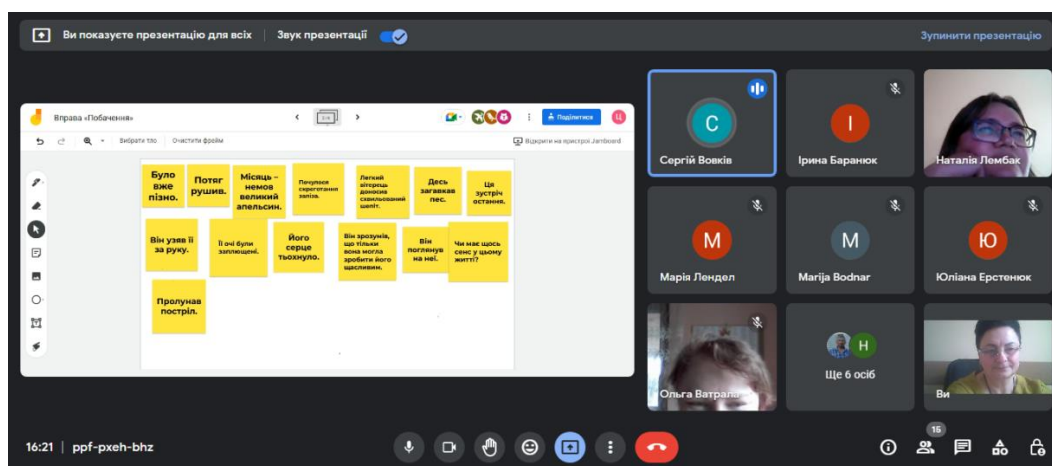 Ви показуєте презентацію для всіх
Звук презентації
Зупинити презентацію
Вправа «Побачення»
Поділитися
Ц
Вибрати тло
Очистити фрейм
Відкрити на пристрої Jamboard
Було
вже
пізно.
Потяг
рушив.
Місяць –
немов
великий
апельсин.
Почулося
скреготання
заліза.
Легкий
вітерець
доносив
схвильований
шепіт.
Десь
загавкав
пес.
Ця
зустріч
остання.
Він узяв її
за руку.
Її очі були
заплющені.
Його
серце
тьохнуло.
Він зрозумів,
що тільки
вона могла
зробити його
щасливим.
Він
поглянув
на неї.
Чи має щось
сенс у цьому
житті?
Пролунав
постріл.
С
Сергій Вовків
І
Ірина Баранюк
Наталія Лембак
М
Марія Лендел
M
Marija Bodnar
Ю
Юліана Ерстенюк
Ольга Ватрала
Н
Ще 6 осіб
Ви
16:21 | ppf-pxeh-bhz
15